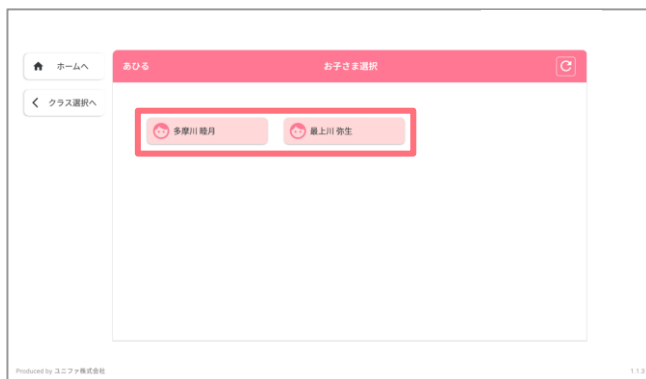 ホームへ
あひる
お子さま選択
クラス選択へ
多摩川 睦月
最上川 弥生
Produced by ユニファ株式会社
1.1.3